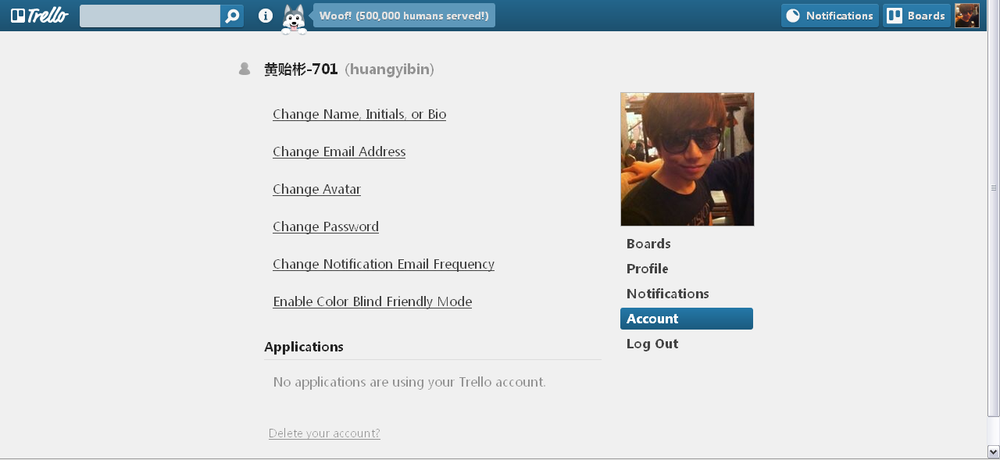 Trello
Woof! (500,000 humans served!)
Notifications
Boards
黄贻彬-701 (huangyibin)
Change Name, Initials, or Bio
Change Email Address
Change Avatar
Change Password
Change Notification Email Frequency
Enable Color Blind Friendly Mode
Applications
No applications are using your Trello account.
Delete your account?
Boards
Profile
Notifications
Account
Log Out